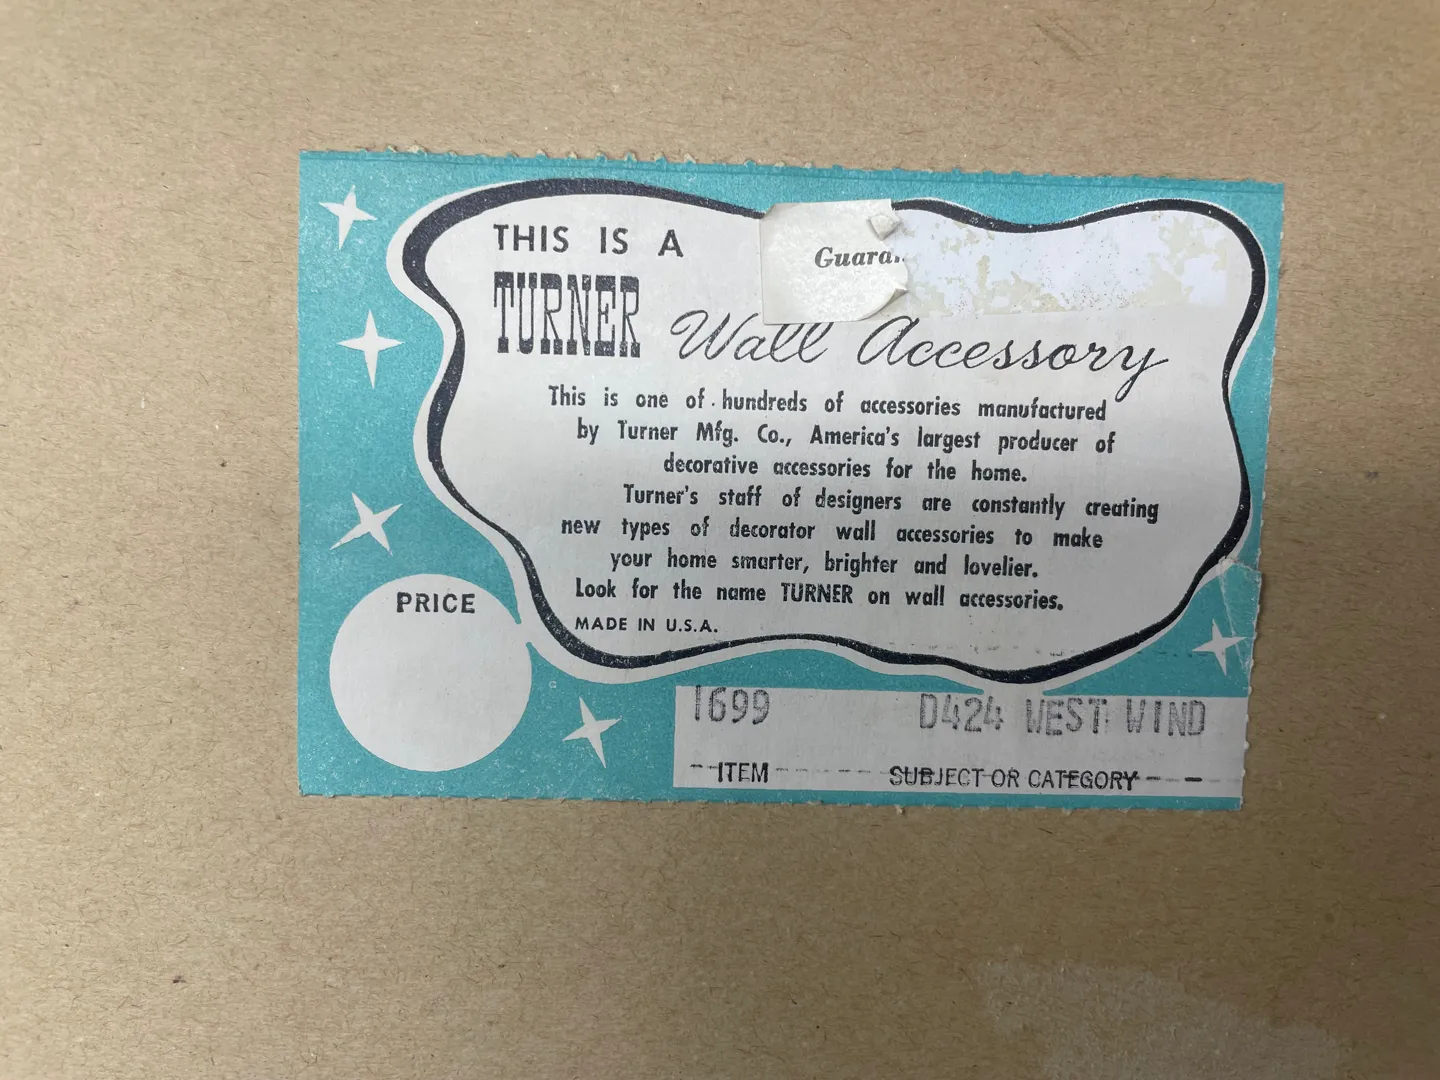 THIS IS A
TURNER Wall Accessory
This is one of hundreds of accessories manufactured
by Turner Mfg. Co., America's largest producer of
decorative accessories for the home.
Turner's staff of designers are constantly creating
new types of decorator wall accessories to make
your home smarter, brighter and lovelier.
Look for the name TURNER on wall accessories.
MADE IN U.S.A.
PRICE
1699 D424 WEST WIND
ITEM SUBJECT OR CATEGORY